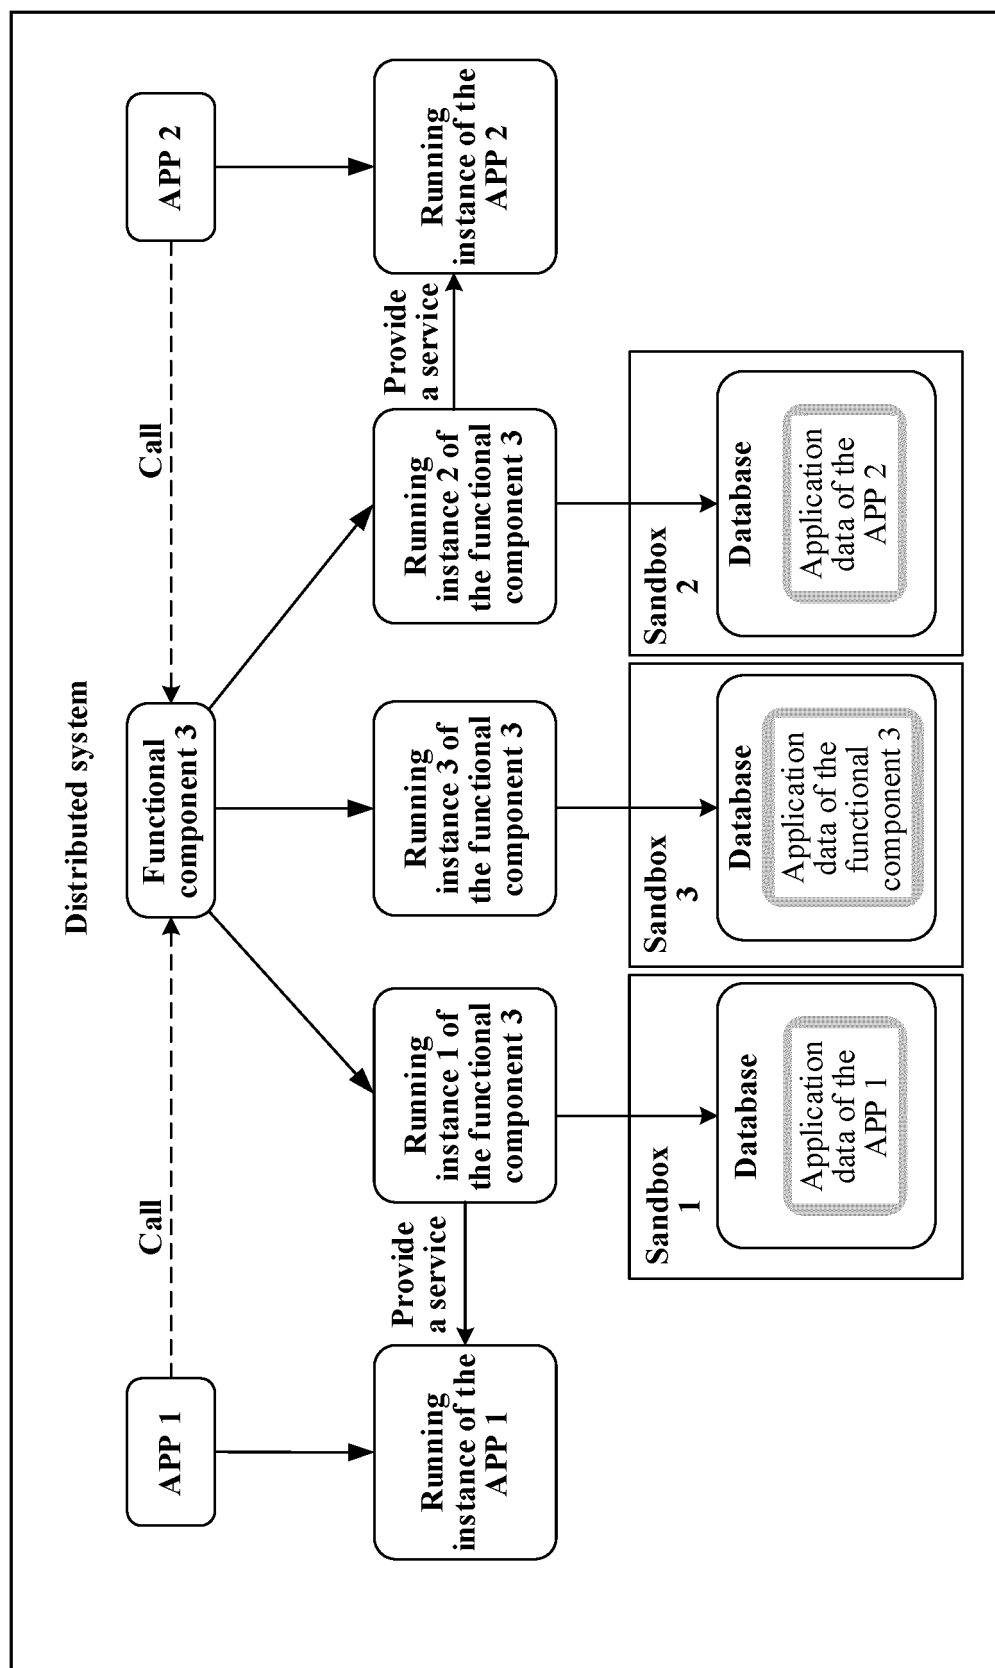 Distributed system
APP 1
Call
Functional
component 3
Call
APP 2
Running
instance of the
APP 1
Provide
a service
Running
instance 1 of
the functional
component 3
Running
instance 3 of
the functional
component 3
Running
instance 2 of
the functional
component 3
Provide
a service
Running
instance of the
APP 2
Sandbox
1
Database
Application
data of the
APP 1
Sandbox
3
Database
Application
data of the
functional
component 3
Sandbox
2
Database
Application
data of the
APP 2